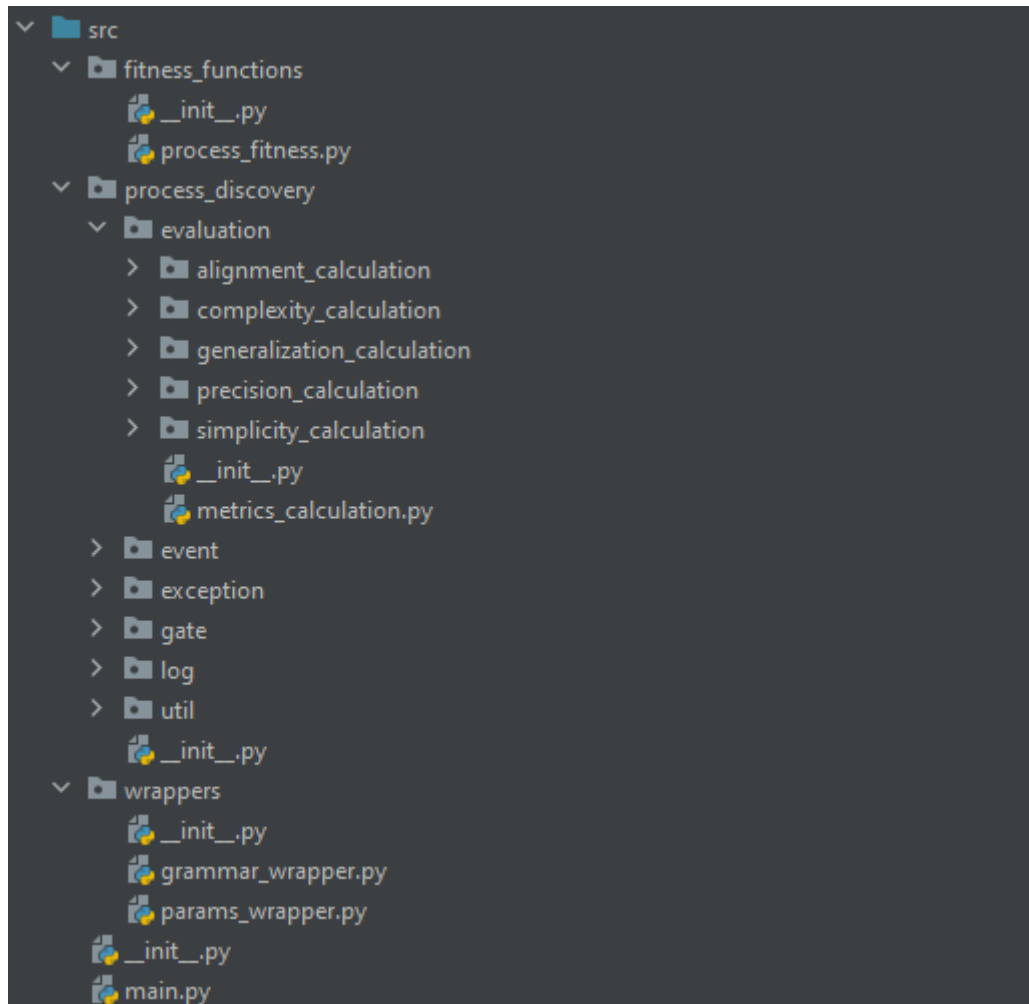 src
fitness_functions
__init__.py
process_fitness.py
process_discovery
evaluation
alignment_calculation
complexity_calculation
generalization_calculation
precision_calculation
simplicity_calculation
__init__.py
metrics_calculation.py
event
exception
gate
log
util
__init__.py
wrappers
__init__.py
grammar_wrapper.py
params_wrapper.py
__init__.py
main.py